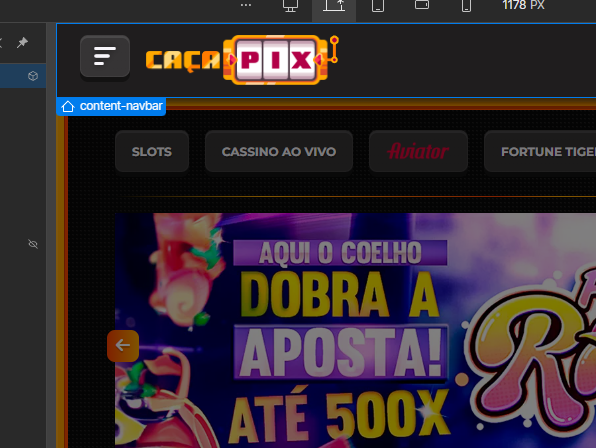 1178 PX
CAÇA PIX
content-navbar
SLOTS
CASSINO AO VIVO
Aviator
FORTUNE TIGE
AQUI O COELHO
DOBRA A
APOSTA!
ATÉ 500X